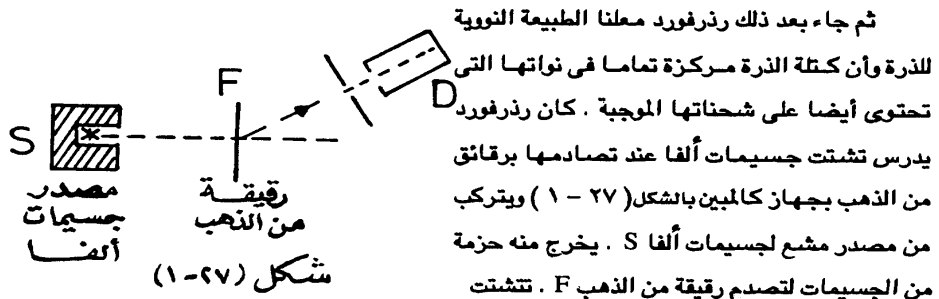 ثم جاء بعد ذلك رذرفورد معلنا الطبيعة النووية
للذرة وأن كتلة الذرة مركزة تماما فى نواتها التى
تحتوى أيضا على شحناتها الموجبة . كان رذرفورد
يدرس تشتت جسيمات ألفا عند تصادمها برقائق
من الذهب بجهاز كالمبين بالشكل ( ٢٧ – ١ ) ويتركب
من مصدر مشع لجسيمات ألفا S . يخرج منه حزمة
من الجسيمات لتصدم رقيقة من الذهب F . تتشتت
F
D
S
مصدر
جسيمات
ألفا
رقيقة
من الذهب
شكل (٢٧-١)